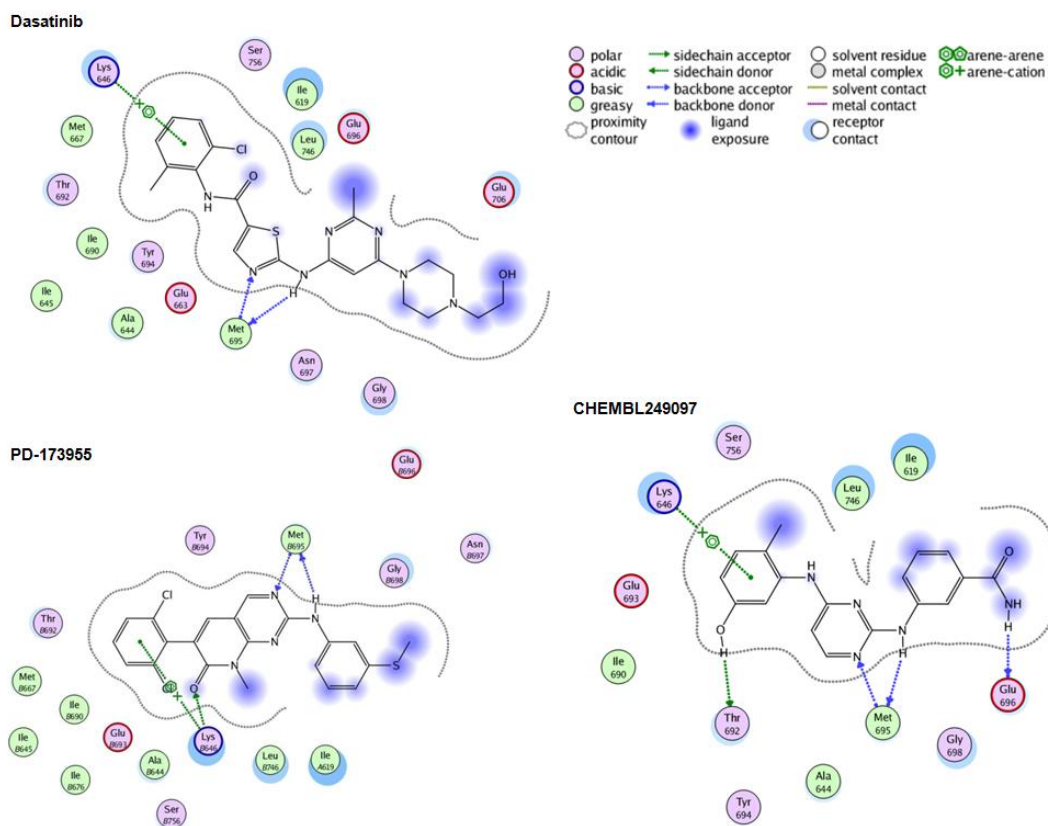 Dasatinib
Ser
756
Lys
646
Ile
619
Glu
696
Leu
746
Met
667
Cl
O
Thr
692
N
H
Glu
706
S
N
N
Ile
690
Tyr
694
N
N
N
OH
Ile
645
Glu
663
H
N
Ala
644
Met
695
Asn
697
Gly
698
polar
acidic
basic
greasy
proximity
contour
sidechain acceptor
sidechain donor
backbone acceptor
backbone donor
ligand
exposure
solvent residue
metal complex
solvent contact
metal contact
receptor
contact
arene-arene
arene-cation
PD-173955
Glu
B696
Met
B695
Tyr
B694
Asn
B697
Gly
B698
Cl
N
H
N
Thr
B692
N
N
S
Met
B667
Cl
O
Ile
B690
Ile
B645
Glu
B693
Ala
B644
Lys
B646
Leu
B746
Ile
A619
Ile
B676
Ser
B756
CHEMBL249097
Ser
756
Ile
619
Lys
646
Leu
746
O
H
N
Glu
693
N
NH
H
O
H
N
N
H
Ile
690
Glu
696
Thr
692
Met
695
Gly
698
Ala
644
Tyr
694